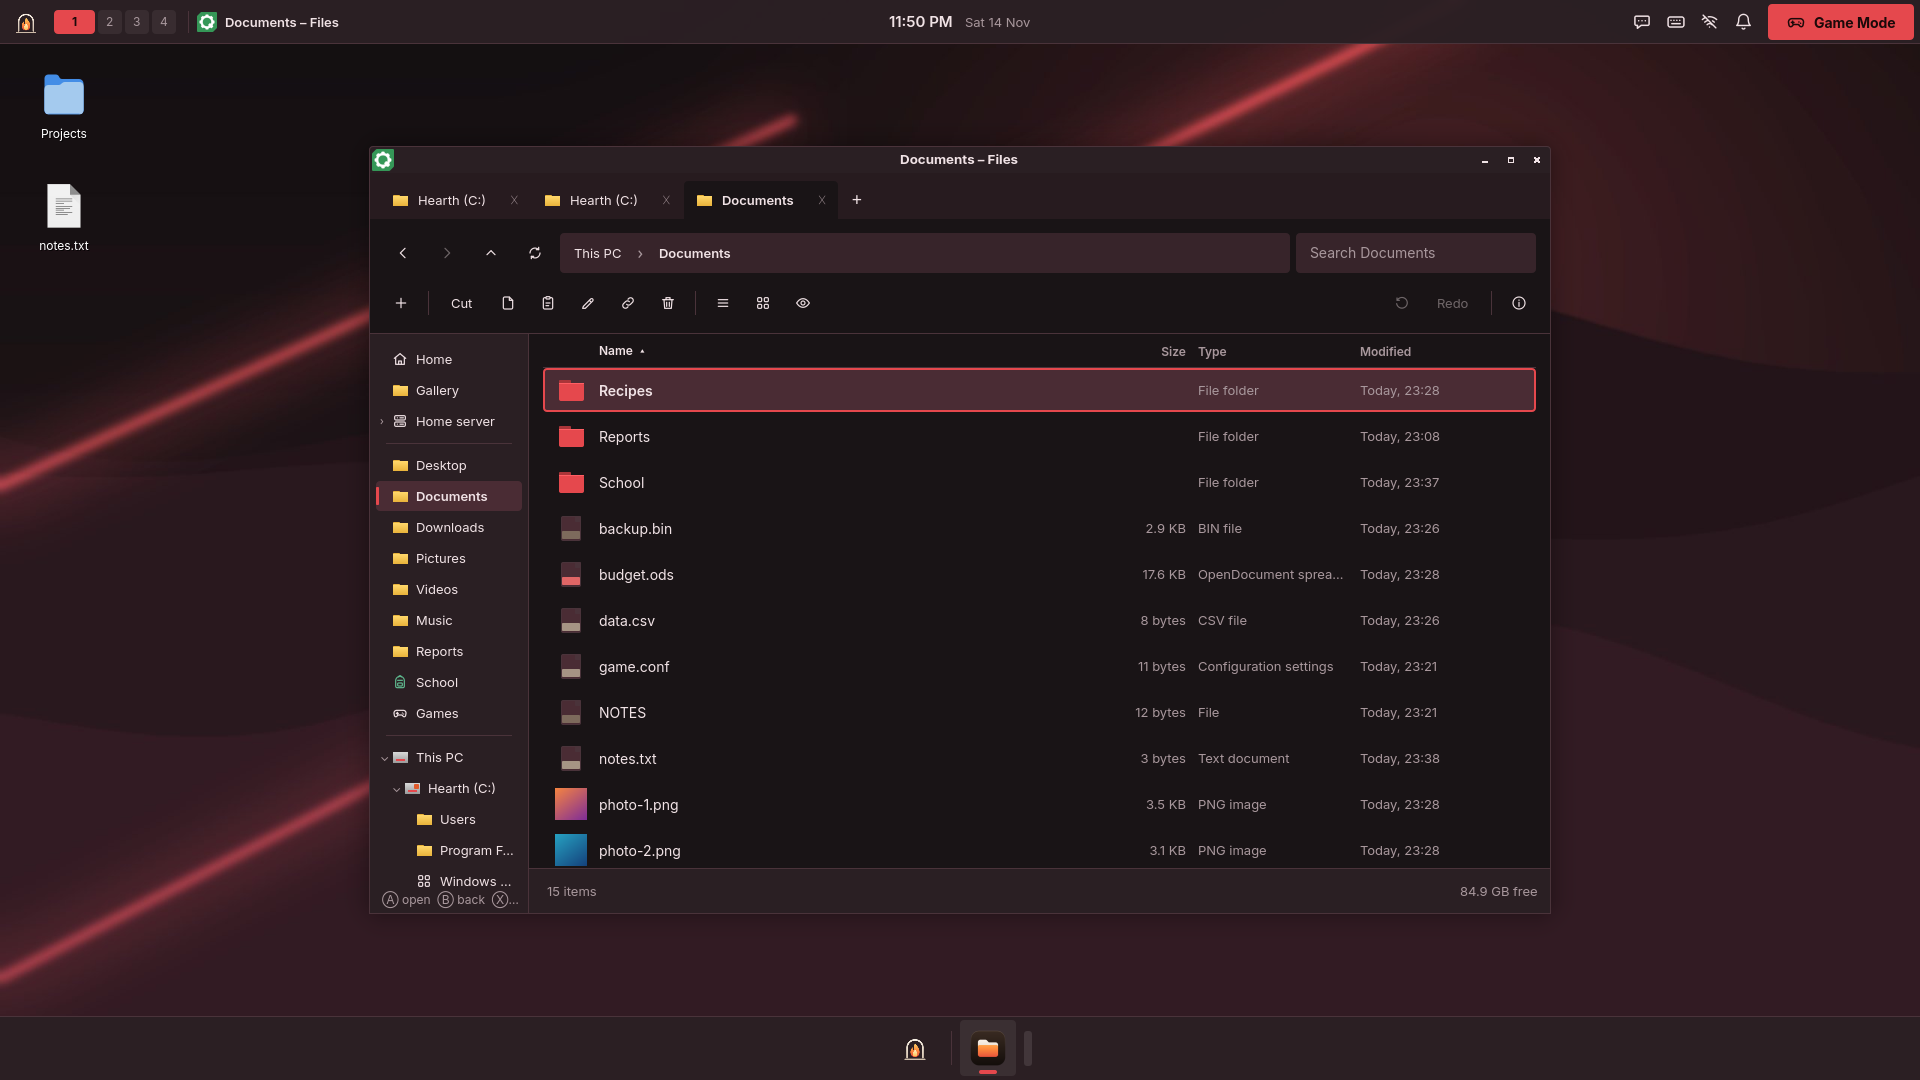 1 2 3 4 Documents – Files 11:50 PM Sat 14 Nov Game Mode
Projects
notes.txt
Documents – Files
Hearth (C:) X Hearth (C:) X Documents X +
This PC › Documents Search Documents
Cut Redo
Home
Gallery
Home server
Desktop
Documents
Downloads
Pictures
Videos
Music
Reports
School
Games
This PC
Hearth (C:)
Users
Program F...
Windows ...
A open B back X...
Name Size Type Modified
Recipes File folder Today, 23:28
Reports File folder Today, 23:08
School File folder Today, 23:37
backup.bin 2.9 KB BIN file Today, 23:26
budget.ods 17.6 KB OpenDocument sprea... Today, 23:28
data.csv 8 bytes CSV file Today, 23:26
game.conf 11 bytes Configuration settings Today, 23:21
NOTES 12 bytes File Today, 23:21
notes.txt 3 bytes Text document Today, 23:38
photo-1.png 3.5 KB PNG image Today, 23:28
photo-2.png 3.1 KB PNG image Today, 23:28
15 items 84.9 GB free